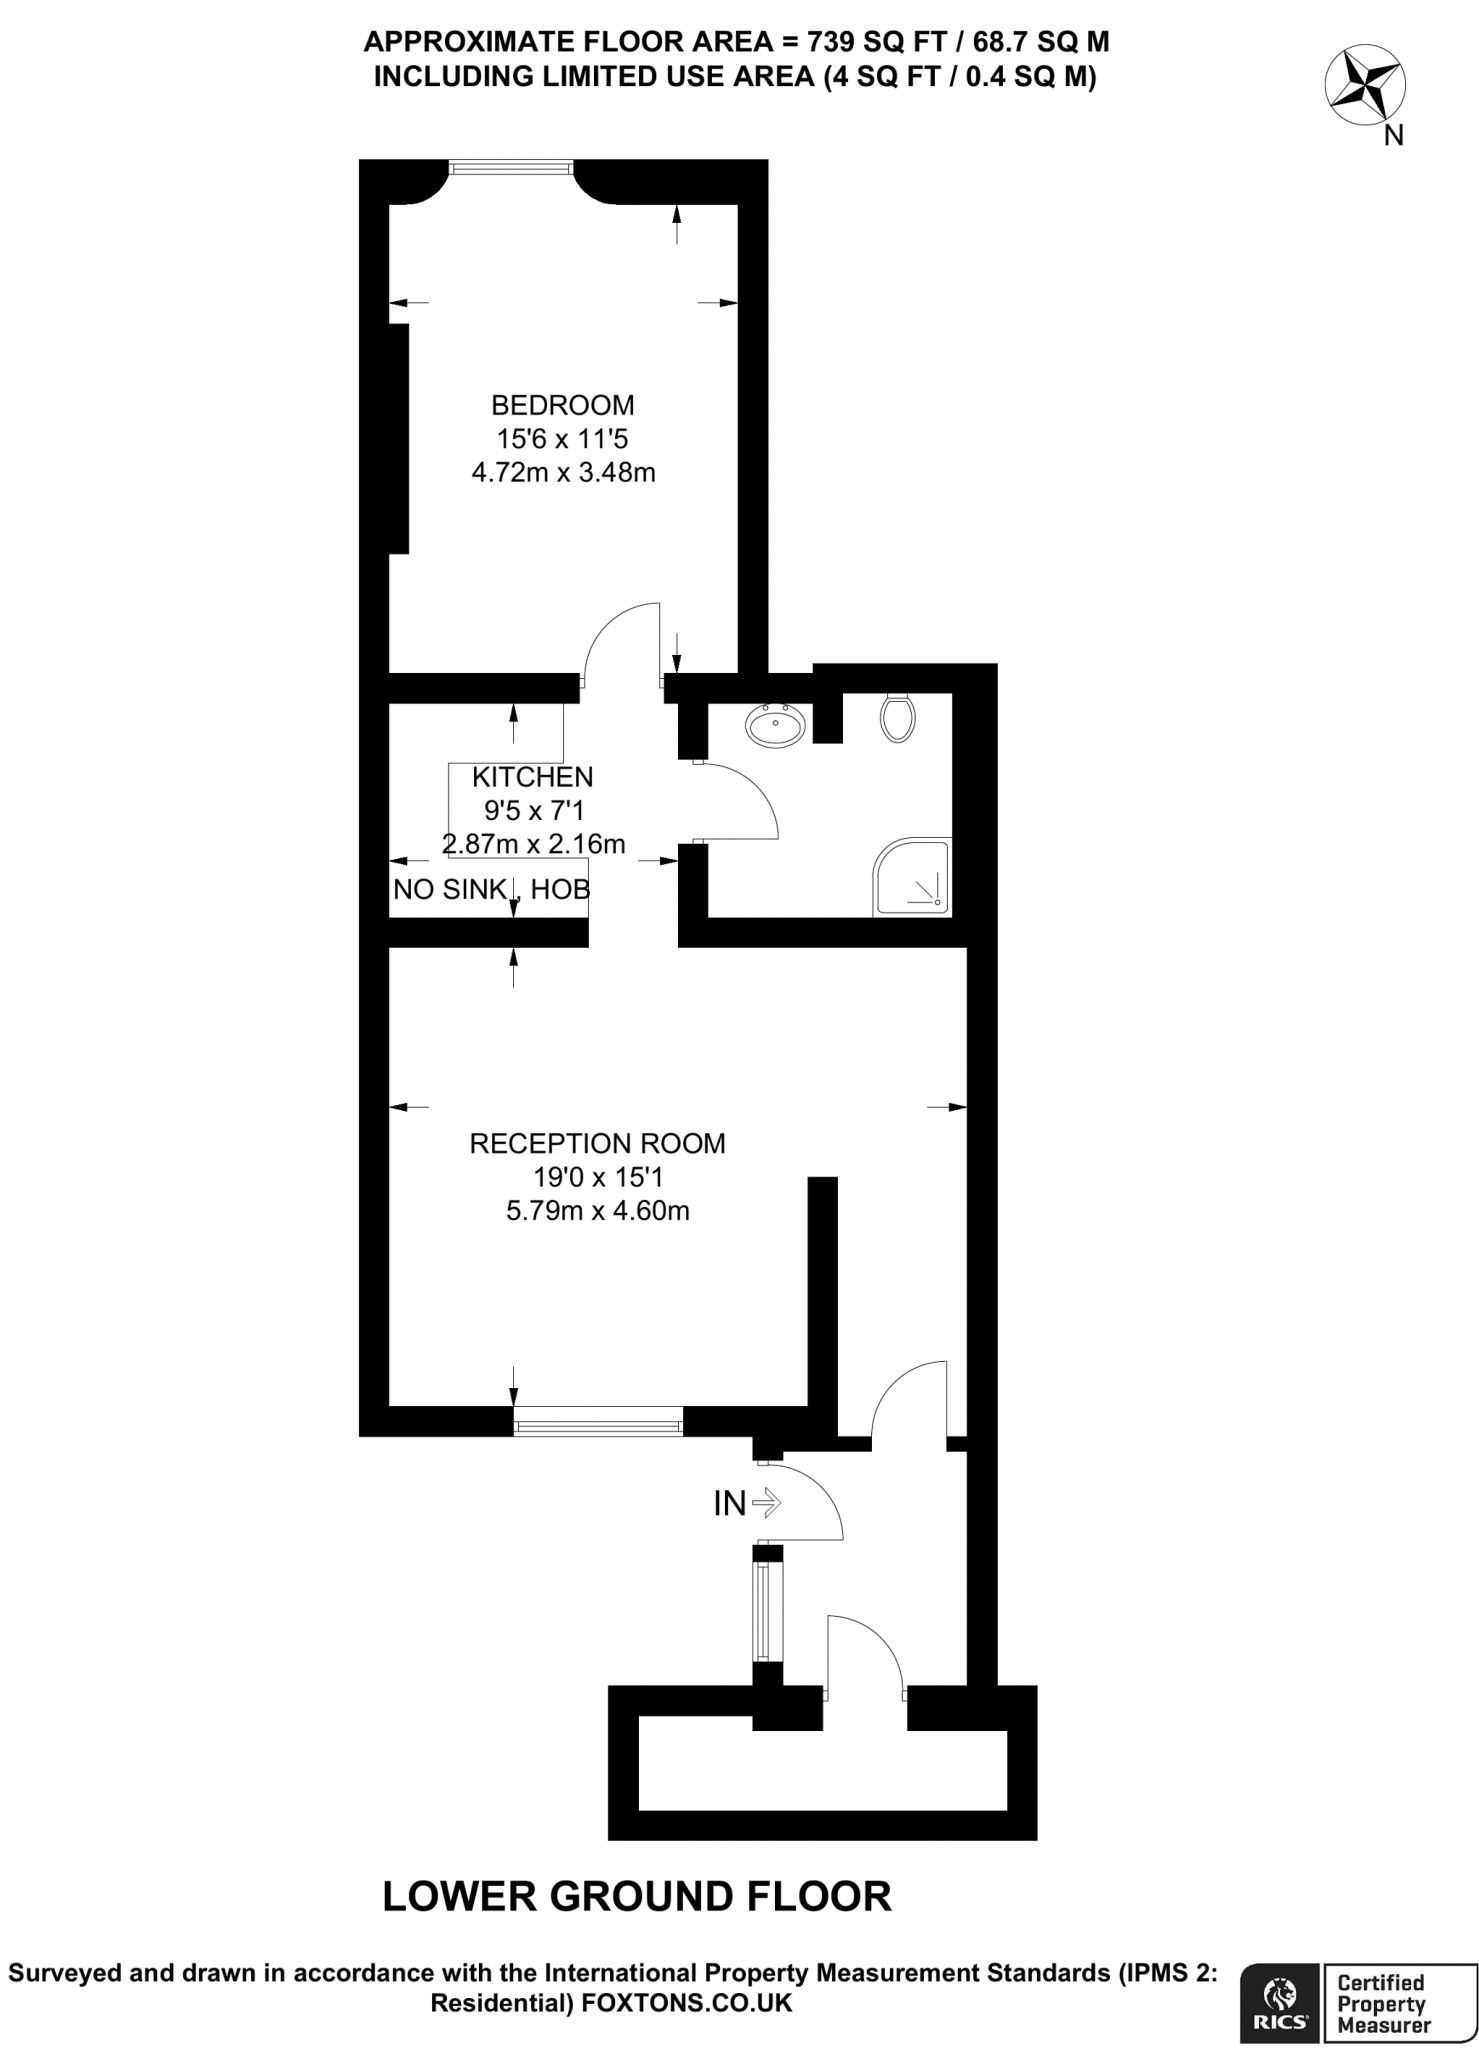 APPROXIMATE FLOOR AREA = 739 SQ FT / 68.7 SQ M
INCLUDING LIMITED USE AREA (4 SQ FT / 0.4 SQ M)
N
BEDROOM
15'6 x 11'5
4.72m x 3.48m
KITCHEN
9'5 x 7'1
2.87m x 2.16m
NO SINK , HOB
RECEPTION ROOM
19'0 x 15'1
5.79m x 4.60m
IN
LOWER GROUND FLOOR
Surveyed and drawn in accordance with the International Property Measurement Standards (IPMS 2:
Residential) FOXTONS.CO.UK
RICS
Certified
Property
Measurer